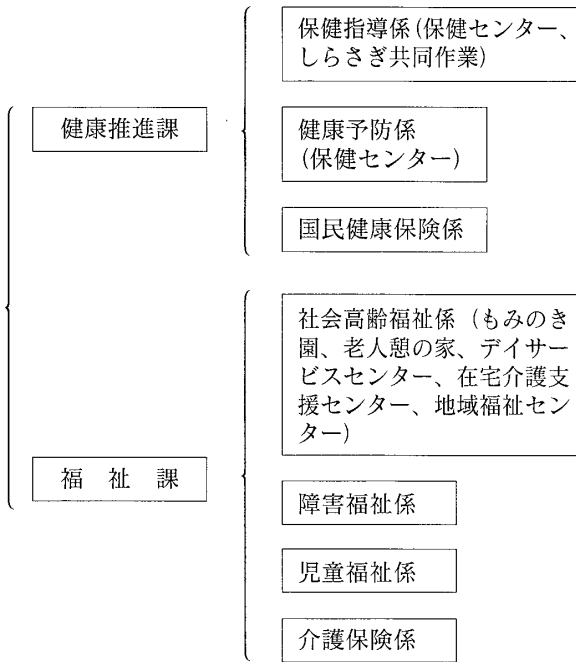 保健指導係(保健センター、
しらさぎ共同作業)
健康推進課
健康予防係
(保健センター)
国民健康保険係
社会高齢福祉係(もみのき
園、老人憩の家、デイサー
ビスセンター、在宅介護支
援センター、地域福祉セン
ター)
福祉課
障害福祉係
児童福祉係
介護保険係